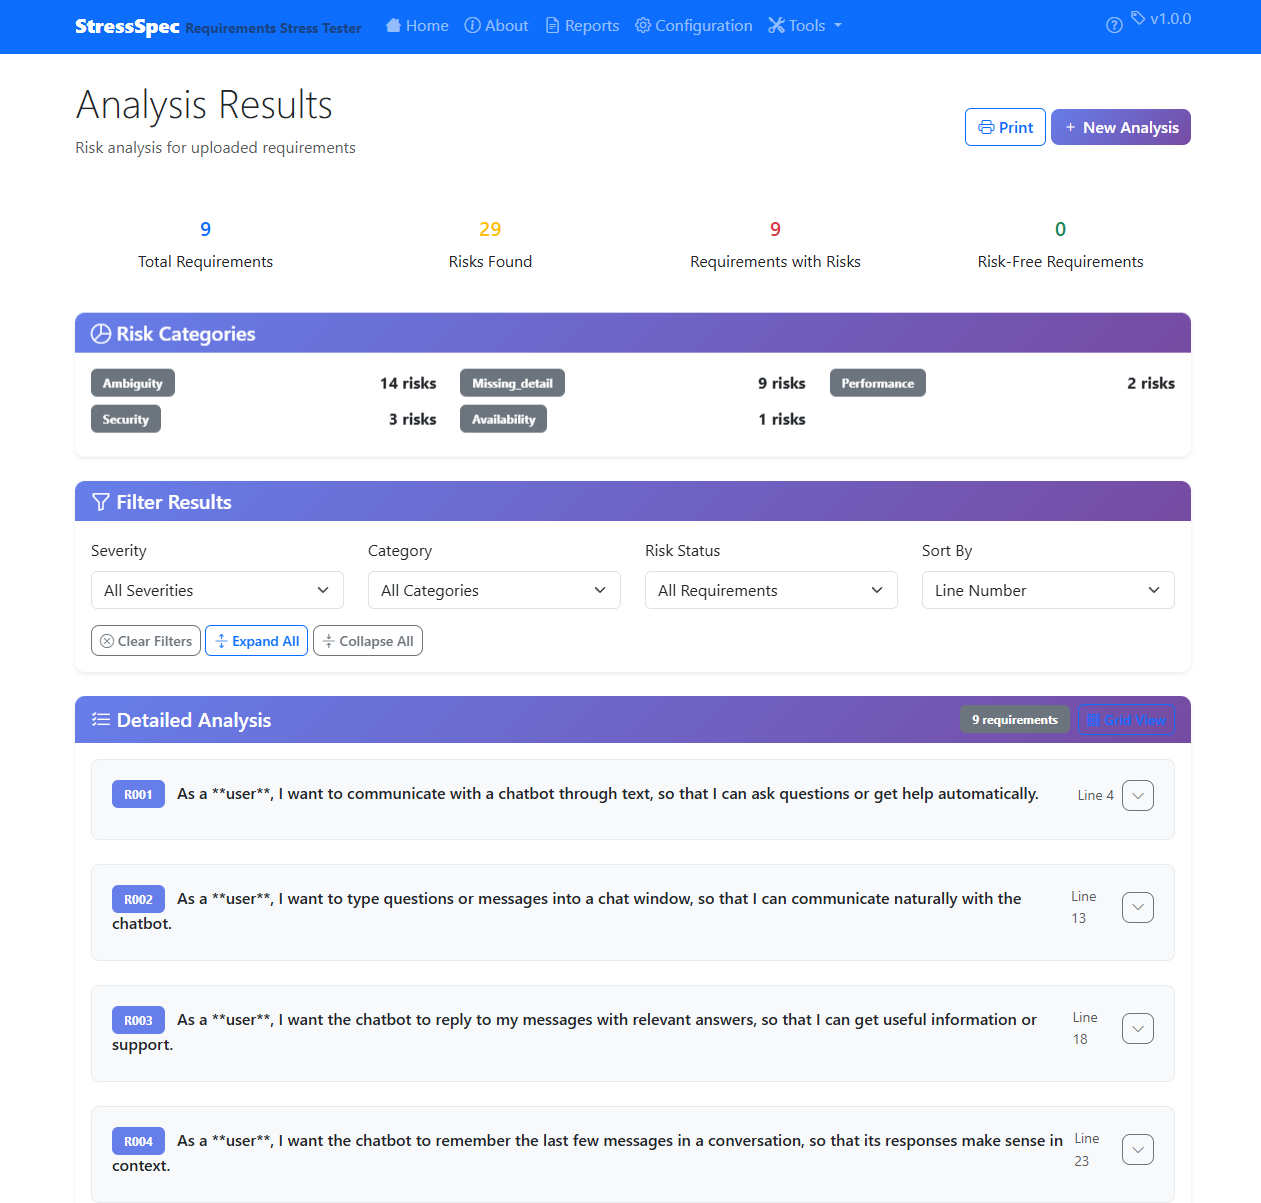 StressSpec Requirements Stress Tester Home About Reports Configuration Tools v1.0.0
Analysis Results
Risk analysis for uploaded requirements
Print + New Analysis
9 29 9 0
Total Requirements Risks Found Requirements with Risks Risk-Free Requirements
Risk Categories
Ambiguity 14 risks Missing_detail 9 risks Performance 2 risks
Security 3 risks Availability 1 risks
Filter Results
Severity Category Risk Status Sort By
All Severities All Categories All Requirements Line Number
Clear Filters Expand All Collapse All
Detailed Analysis 9 requirements Grid View
R001 As a **user**, I want to communicate with a chatbot through text, so that I can ask questions or get help automatically. Line 4
R002 As a **user**, I want to type questions or messages into a chat window, so that I can communicate naturally with the
chatbot.
Line
13
R003 As a **user**, I want the chatbot to reply to my messages with relevant answers, so that I can get useful information or
support.
Line
18
R004 As a **user**, I want the chatbot to remember the last few messages in a conversation, so that its responses make sense in
context.
Line
23